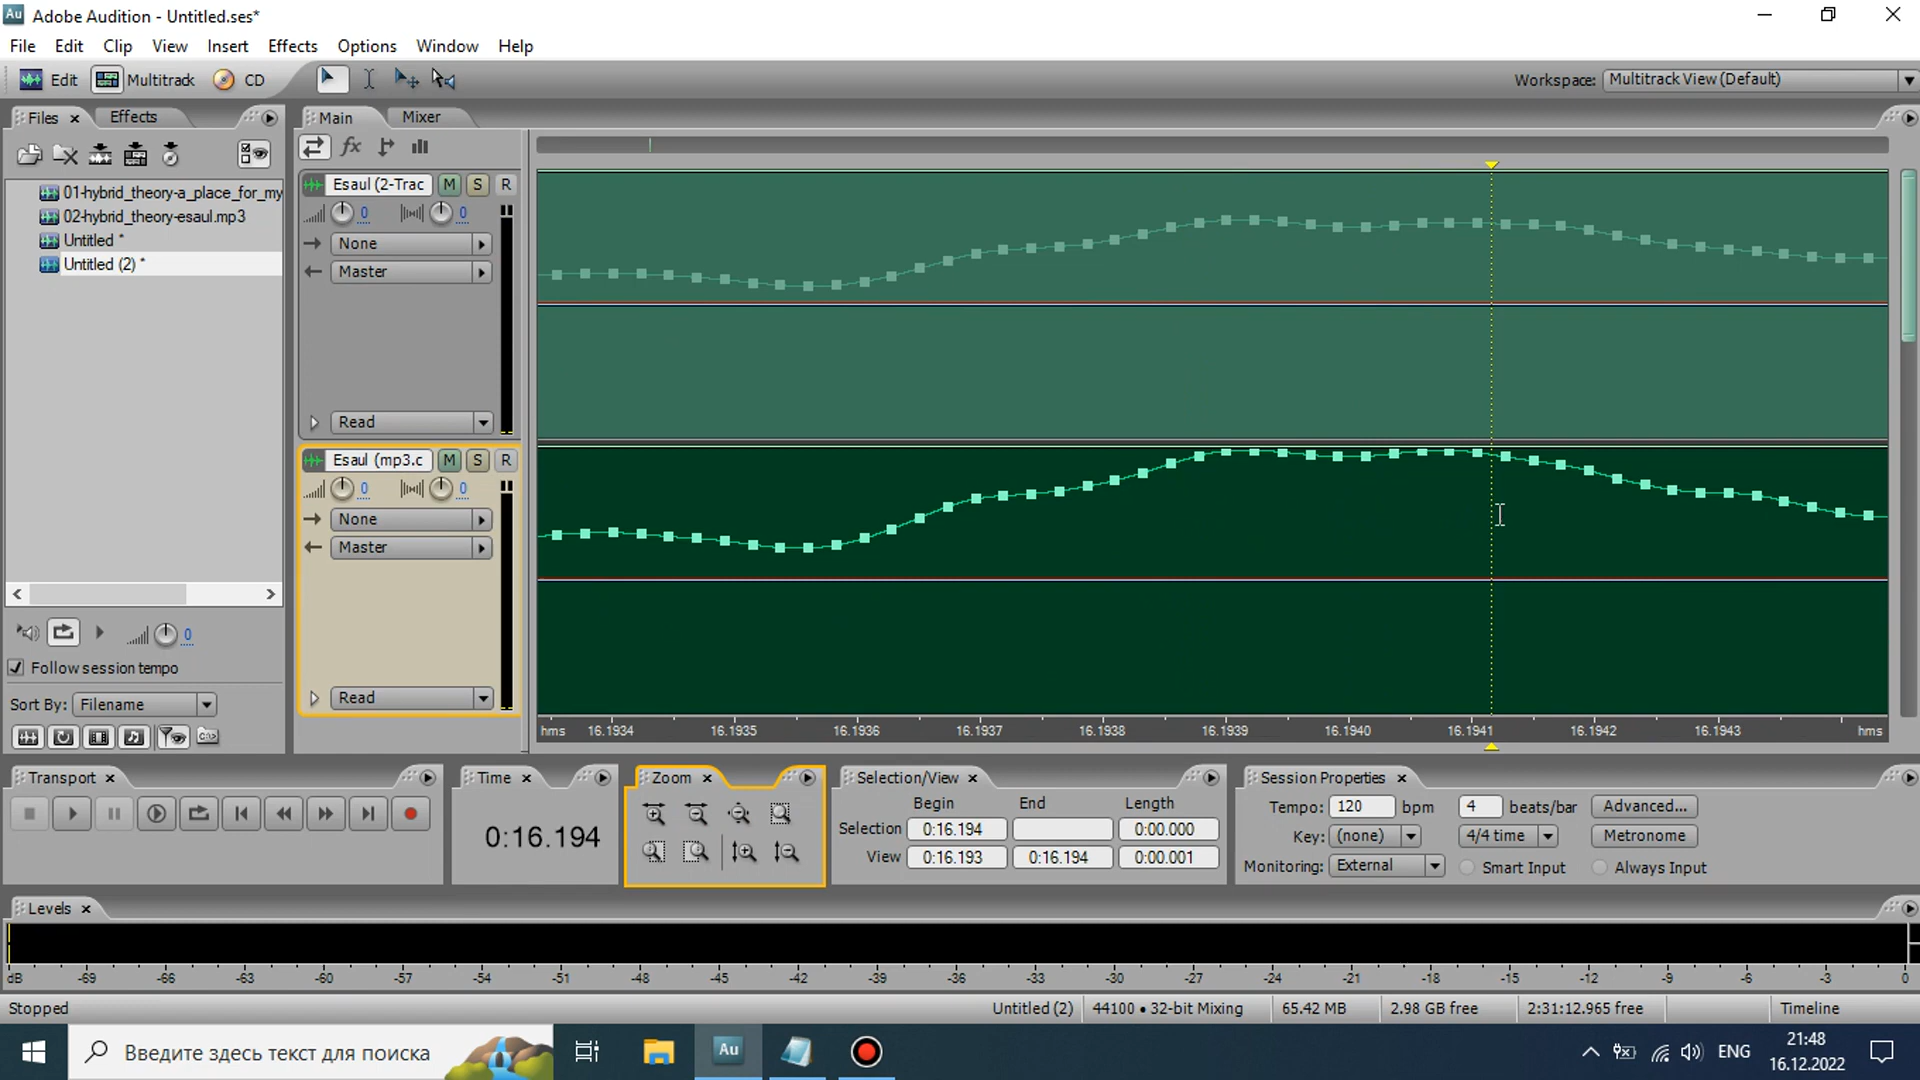 Au Adobe Audition - Untitled.ses*
File Edit Clip View Insert Effects Options Window Help
Edit Multitrack CD Workspace: Multitrack View (Default)
Files Effects Main Mixer
fx
01-hybrid_theory-a_place_for_my
02-hybrid_theory-esaul.mp3
Untitled *
Untitled (2) *
Esaul (2-Trac M S R
0 0
None
Master
Read
Esaul (mp3.c M S R
0 0
None
Master
Read
0
Follow session tempo
Sort By: Filename
hms 16.1934 16.1935 16.1936 16.1937 16.1938 16.1939 16.1940 16.1941 16.1942 16.1943 hms
Transport Time Zoom Selection/View Session Properties
0:16.194
Begin End Length
Selection 0:16.194 0:00.000
View 0:16.193 0:16.194 0:00.001
Tempo: 120 bpm 4 beats/bar Advanced...
Key: (none) 4/4 time Metronome
Monitoring: External Smart Input Always Input
Levels
dB -69 -66 -63 -60 -57 -54 -51 -48 -45 -42 -39 -36 -33 -30 -27 -24 -21 -18 -15 -12 -9 -6 -3 0
Stopped Untitled (2) 44100 • 32-bit Mixing 65.42 MB 2.98 GB free 2:31:12.965 free Timeline
Введите здесь текст для поиска Au ENG 21:48
16.12.2022